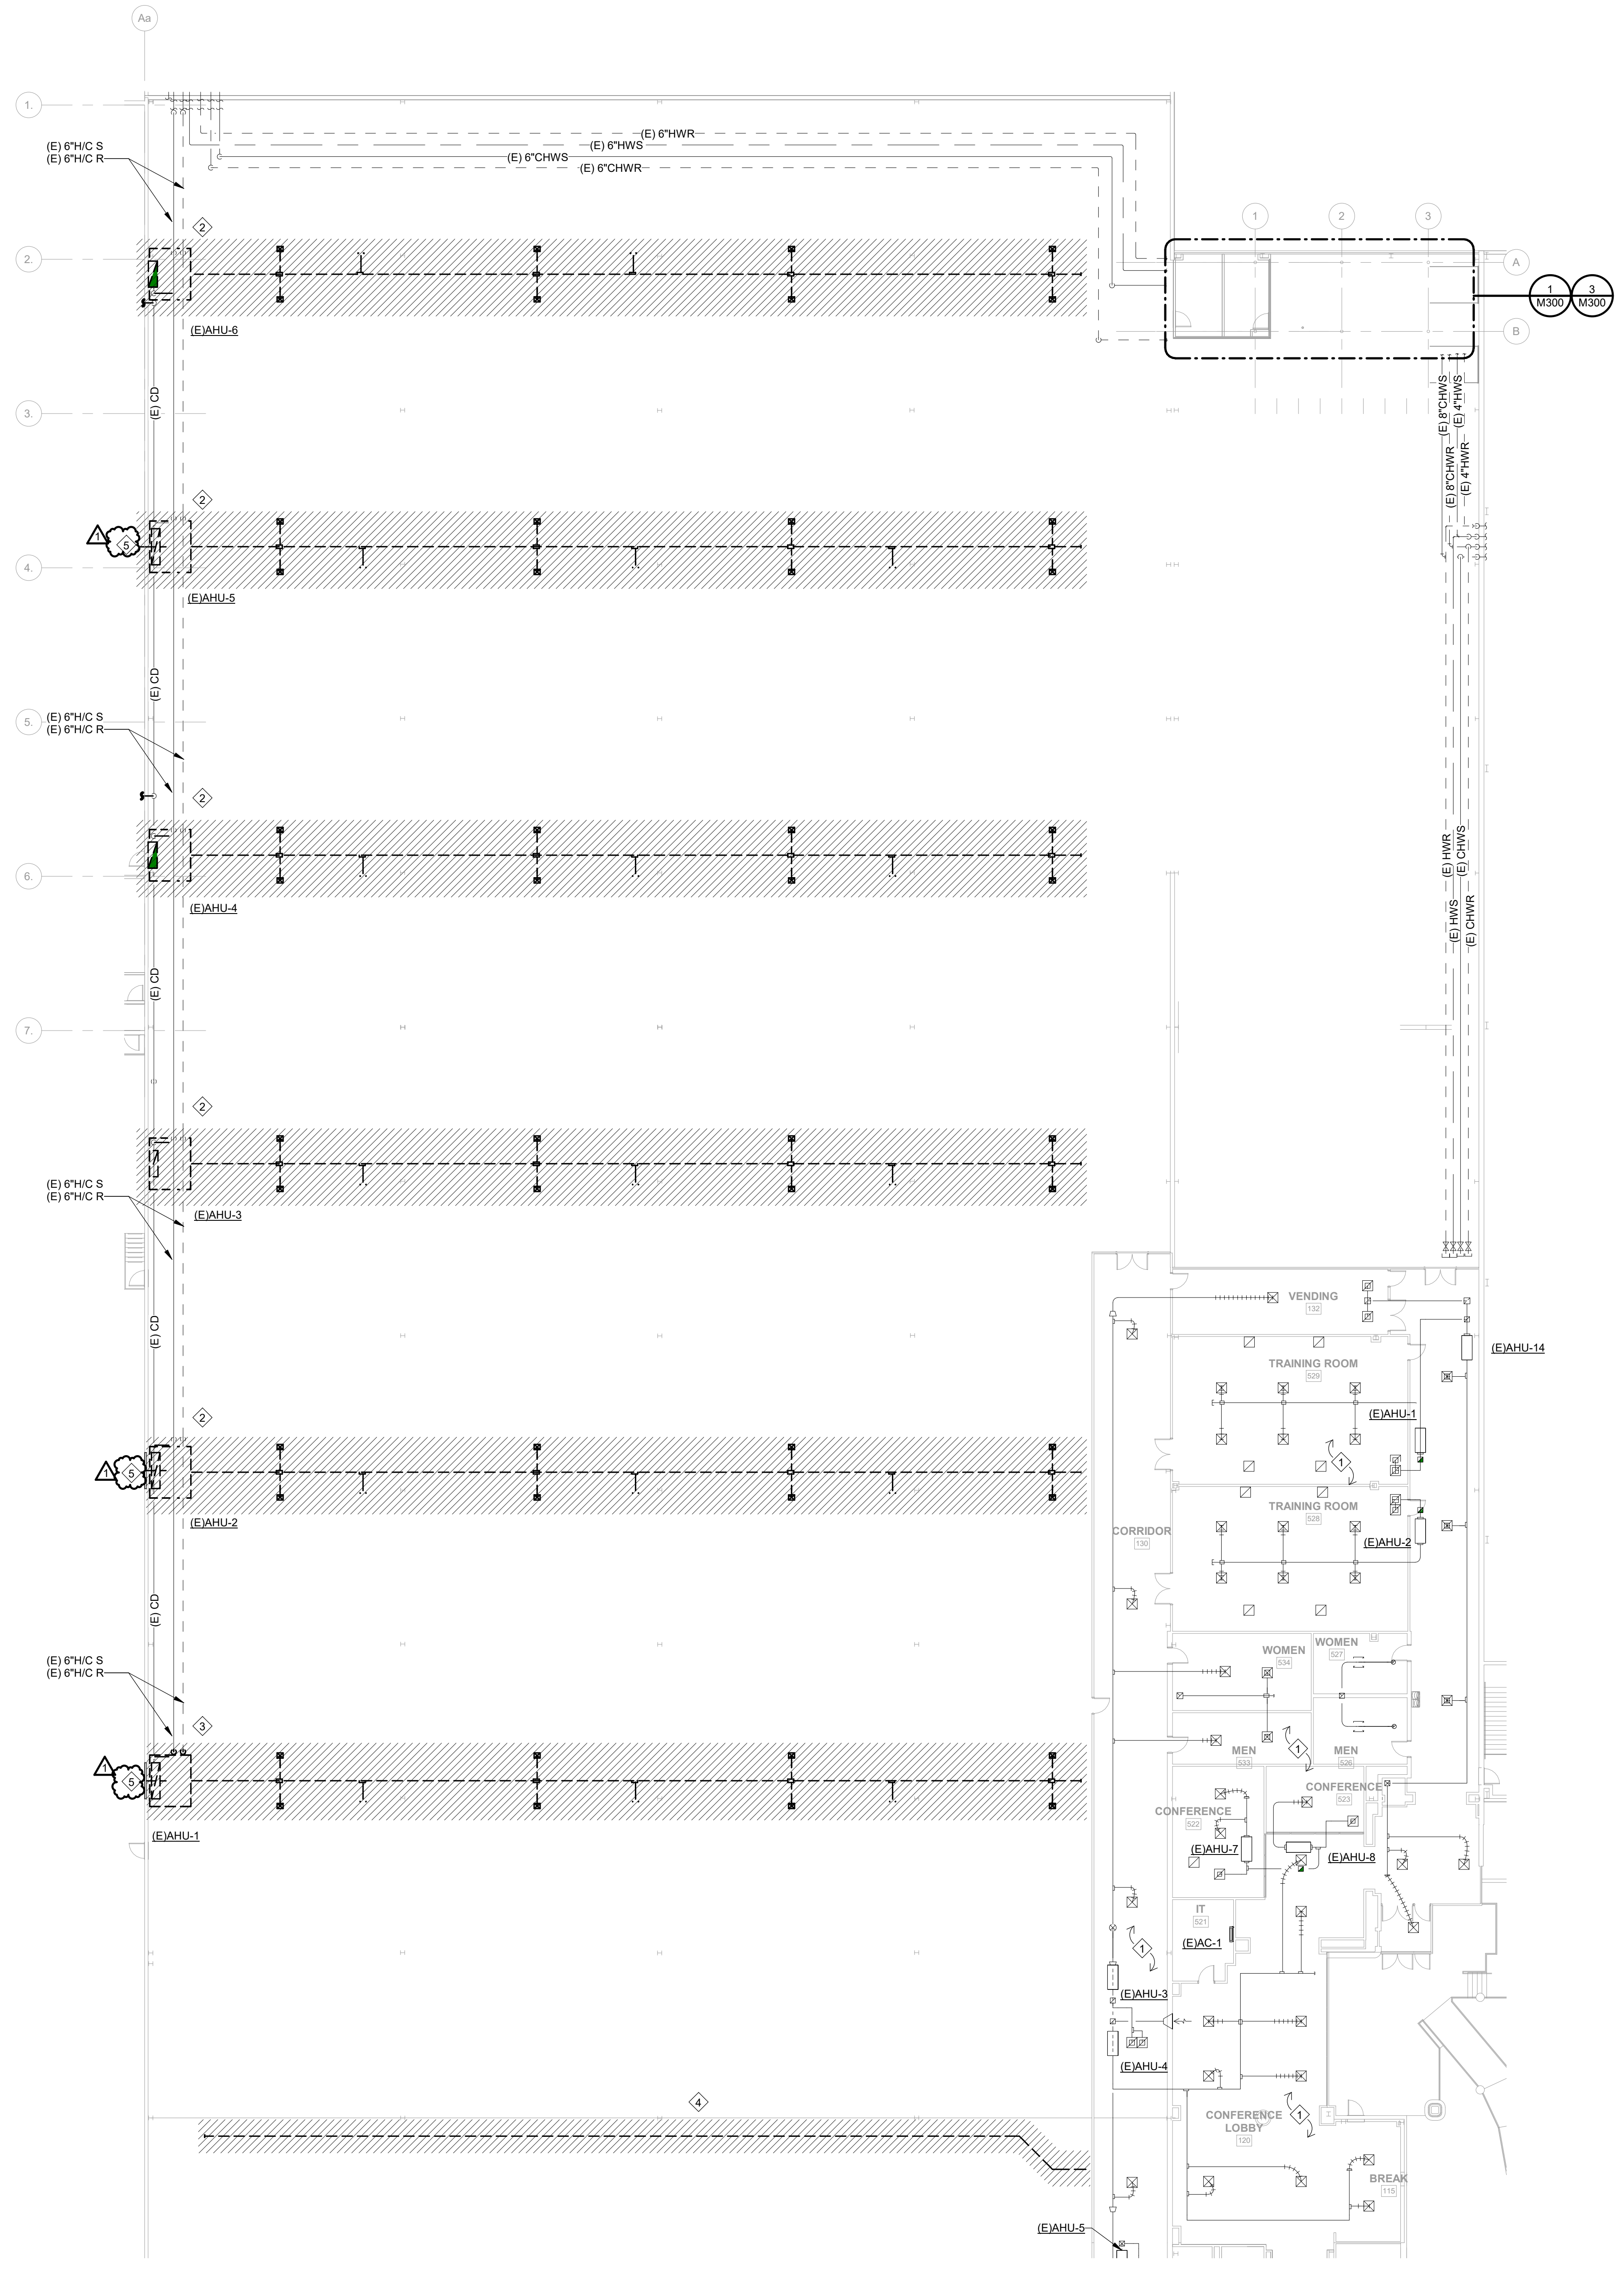 Aa
1.
(E) 6"HWR
(E) 6"HWS
(E) 6"CHWS
(E) 6"CHWR
(E) 6"H/C S
(E) 6"H/C R
2
1
2
3
2.
A
1
M300
3
M300
B
(E)AHU-6
(E) CD
3.
(E) 8"CHWS
(E) 4"HWS
(E) 8"CHWR
(E) 4"HWR
2
1
5
4.
(E)AHU-5
(E) CD
(E) 6"H/C S
(E) 6"H/C R
5.
2
6.
(E)AHU-4
(E) HWR
(E) CHWS
(E) HWS
(E) CHWR
(E) CD
7.
2
(E) 6"H/C S
(E) 6"H/C R
(E)AHU-3
(E) CD
VENDING
132
(E)AHU-14
TRAINING ROOM
529
(E)AHU-1
2
1
5
1
(E)AHU-2
TRAINING ROOM
528
CORRIDOR
130
(E)AHU-2
(E) CD
(E) 6"H/C S
(E) 6"H/C R
WOMEN
534
WOMEN
527
3
1
5
1
MEN
533
MEN
526
CONFERENCE
523
CONFERENCE
522
(E)AHU-1
(E)AHU-7
(E)AHU-8
IT
521
(E)AC-1
1
(E)AHU-3
(E)AHU-4
4
CONFERENCE
LOBBY
120
1
BREAK
115
(E)AHU-5